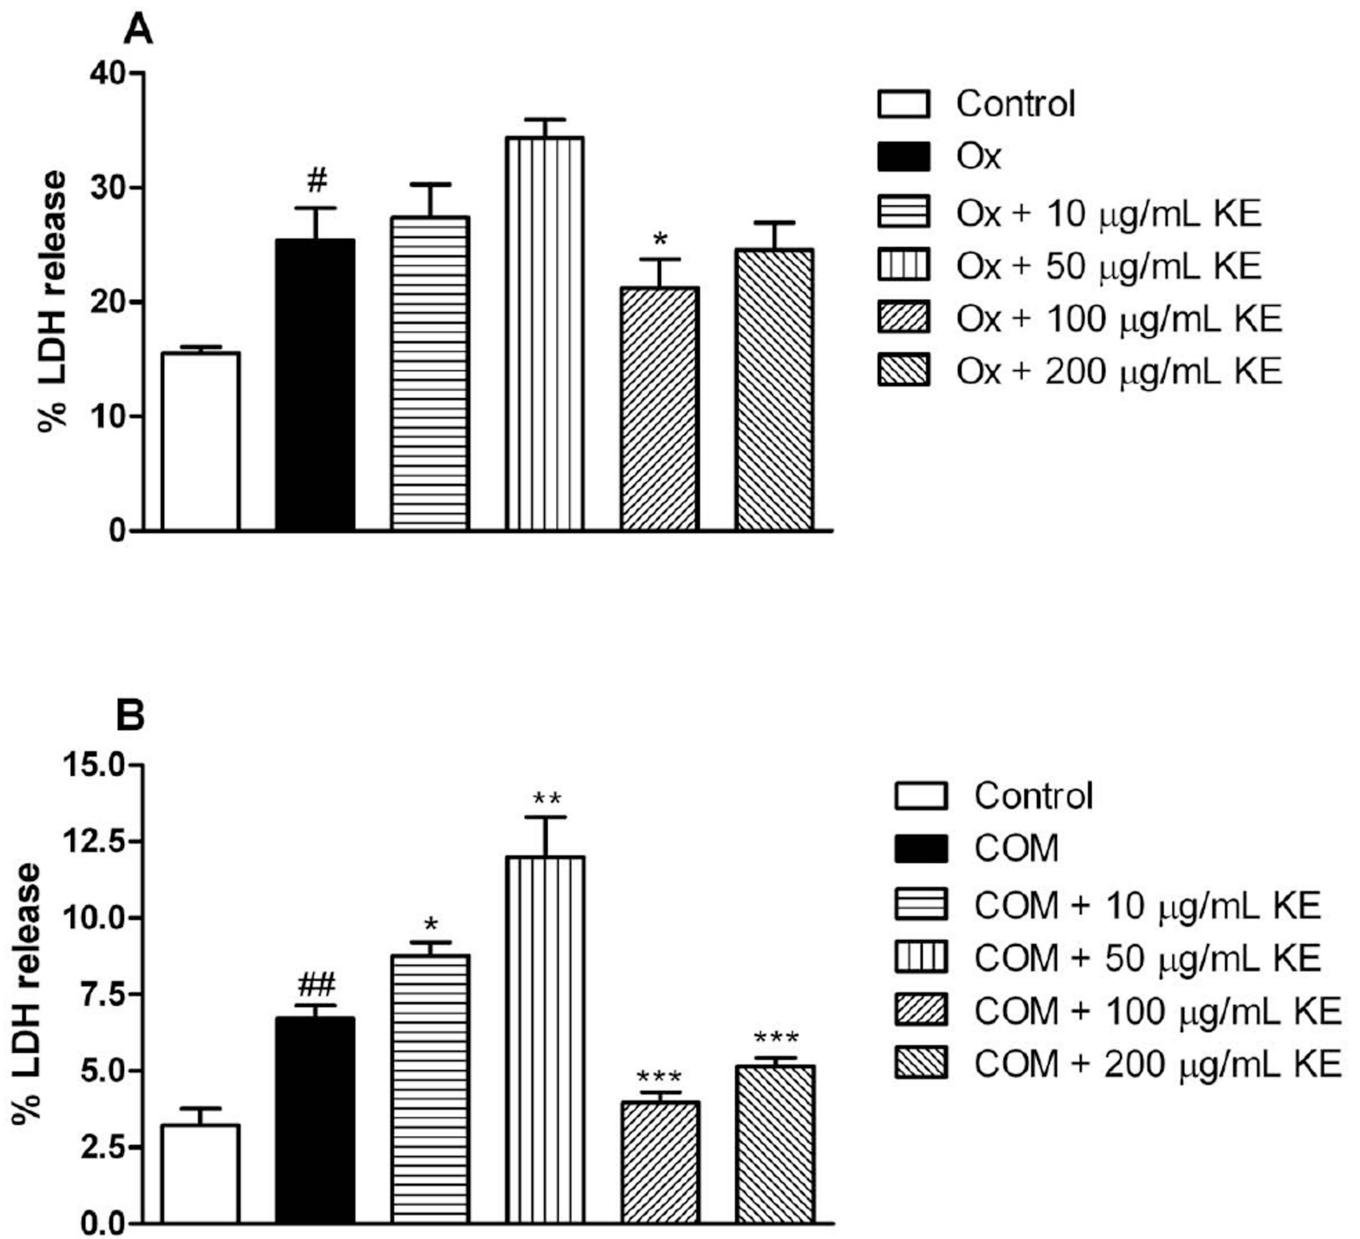 A
40
30
20
10
0
% LDH release
#
*
Control
Ox
Ox + 10 μg/mL KE
Ox + 50 μg/mL KE
Ox + 100 μg/mL KE
Ox + 200 μg/mL KE
B
15.0
12.5
10.0
7.5
5.0
2.5
0.0
% LDH release
##
*
**
***
***
Control
COM
COM + 10 μg/mL KE
COM + 50 μg/mL KE
COM + 100 μg/mL KE
COM + 200 μg/mL KE